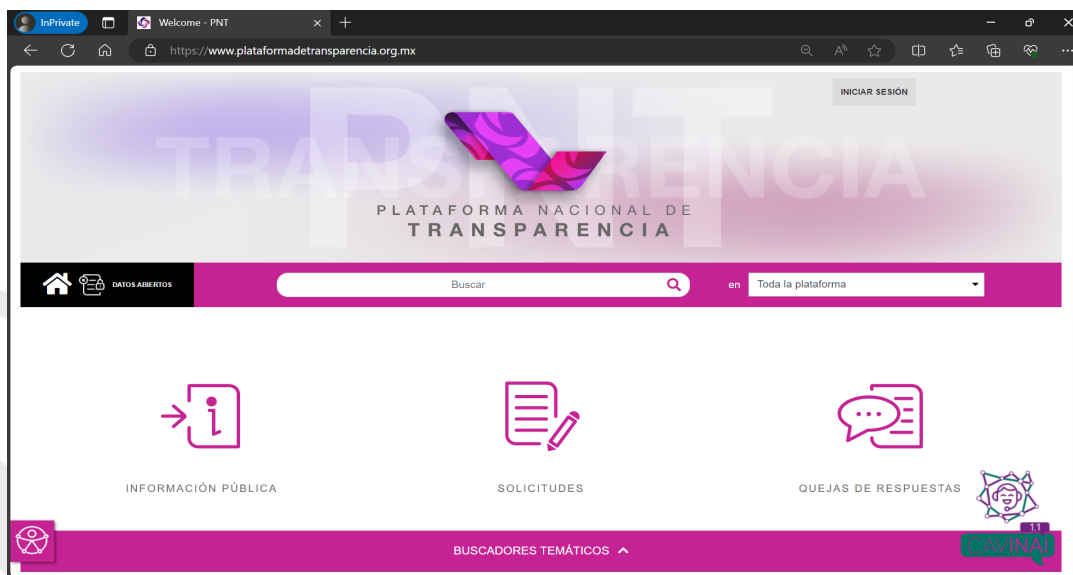 InPrivate
Welcome - PNT
https://www.plataformadetransparencia.org.mx
INICIAR SESIÓN
PNT
TRANSPARENCIA
PLATAFORMA NACIONAL DE
TRANSPARENCIA
DATOS ABIERTOS
Buscar
en
Toda la plataforma
INFORMACIÓN PÚBLICA
SOLICITUDES
QUEJAS DE RESPUESTAS
1.1
CAVINAI
BUSCADORES TEMÁTICOS